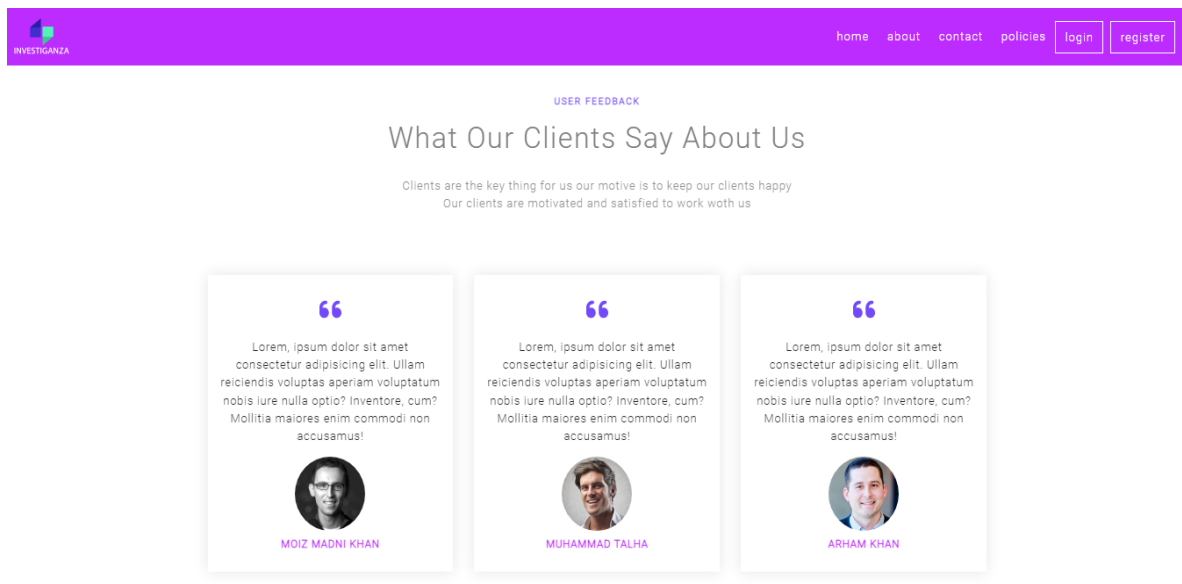 INVESTIGANZA
home about contact policies login register
USER FEEDBACK
What Our Clients Say About Us
Clients are the key thing for us our motive is to keep our clients happy
Our clients are motivated and satisfied to work woth us
Lorem, ipsum dolor sit amet
consectetur adipisicing elit. Ullam
reiciendis voluptas aperiam voluptatum
nobis iure nulla optio? Inventore, cum?
Mollitia maiores enim commodi non
accusamus!
MOIZ MADNI KHAN
Lorem, ipsum dolor sit amet
consectetur adipisicing elit. Ullam
reiciendis voluptas aperiam voluptatum
nobis iure nulla optio? Inventore, cum?
Mollitia maiores enim commodi non
accusamus!
MUHAMMAD TALHA
Lorem, ipsum dolor sit amet
consectetur adipisicing elit. Ullam
reiciendis voluptas aperiam voluptatum
nobis iure nulla optio? Inventore, cum?
Mollitia maiores enim commodi non
accusamus!
ARHAM KHAN